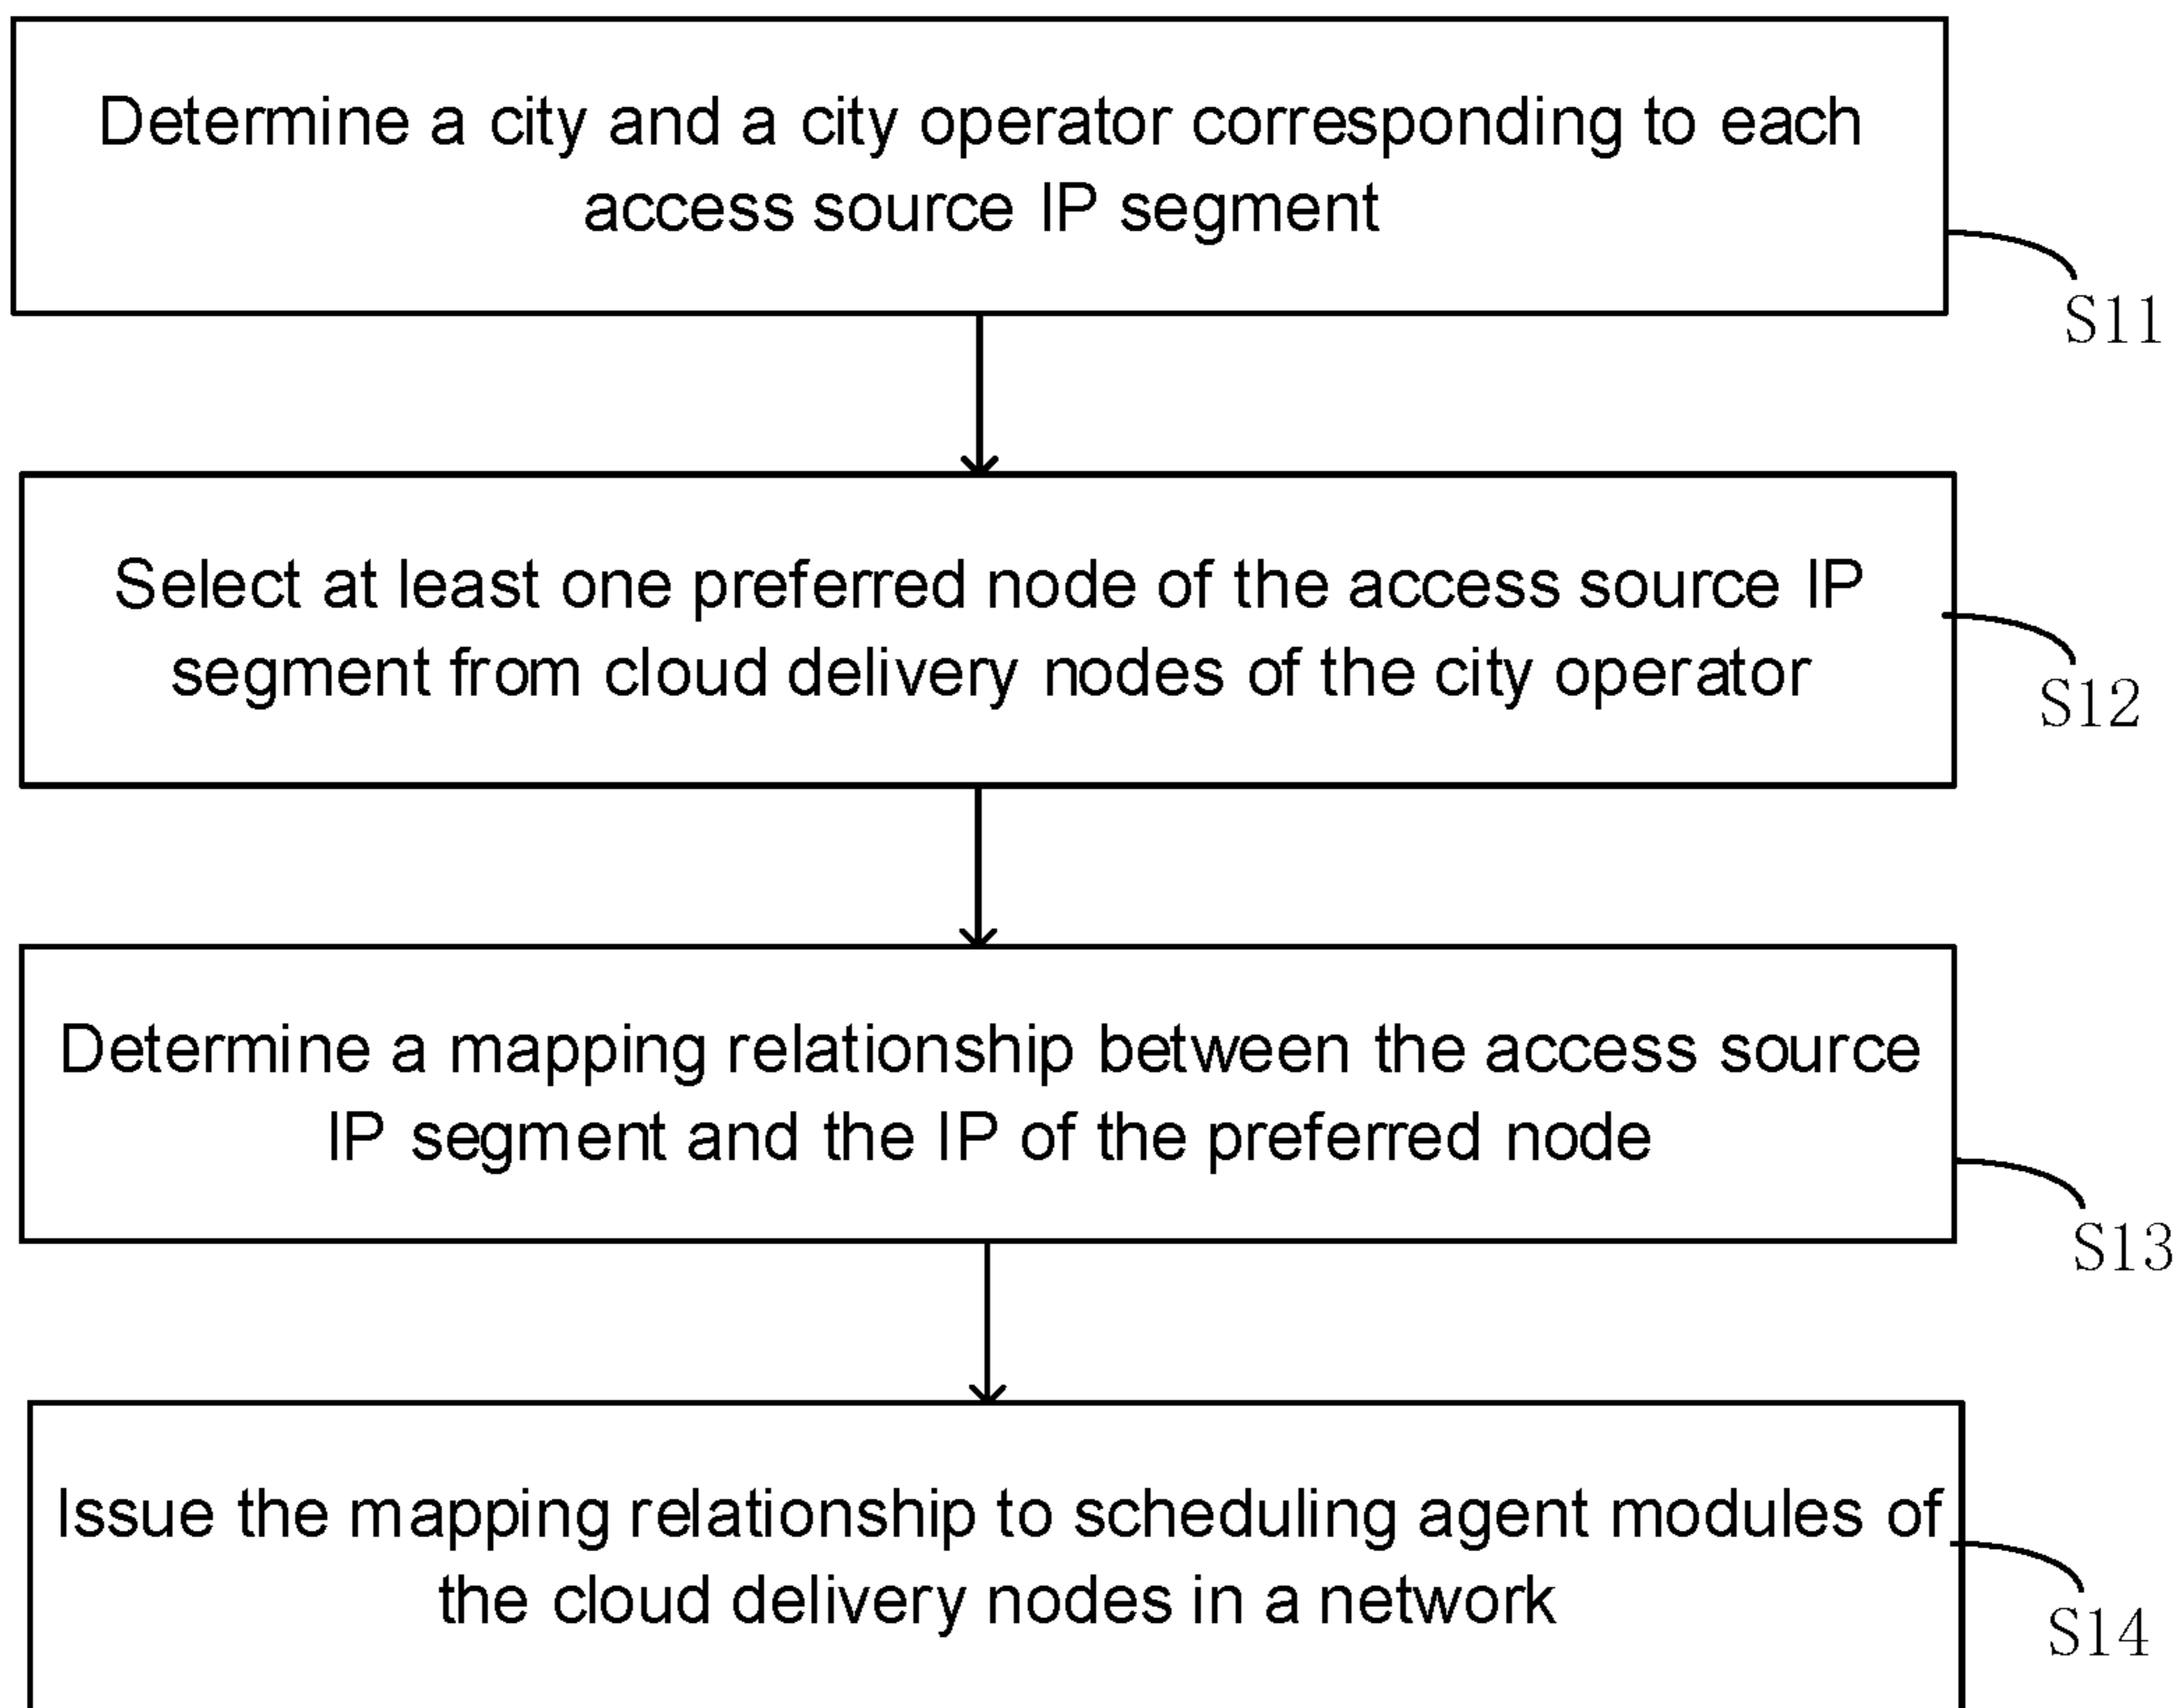 Determine a city and a city operator corresponding to each
access source IP segment
S11
Select at least one preferred node of the access source IP
segment from cloud delivery nodes of the city operator
S12
Determine a mapping relationship between the access source
IP segment and the IP of the preferred node
S13
Issue the mapping relationship to scheduling agent modules of
the cloud delivery nodes in a network
S14